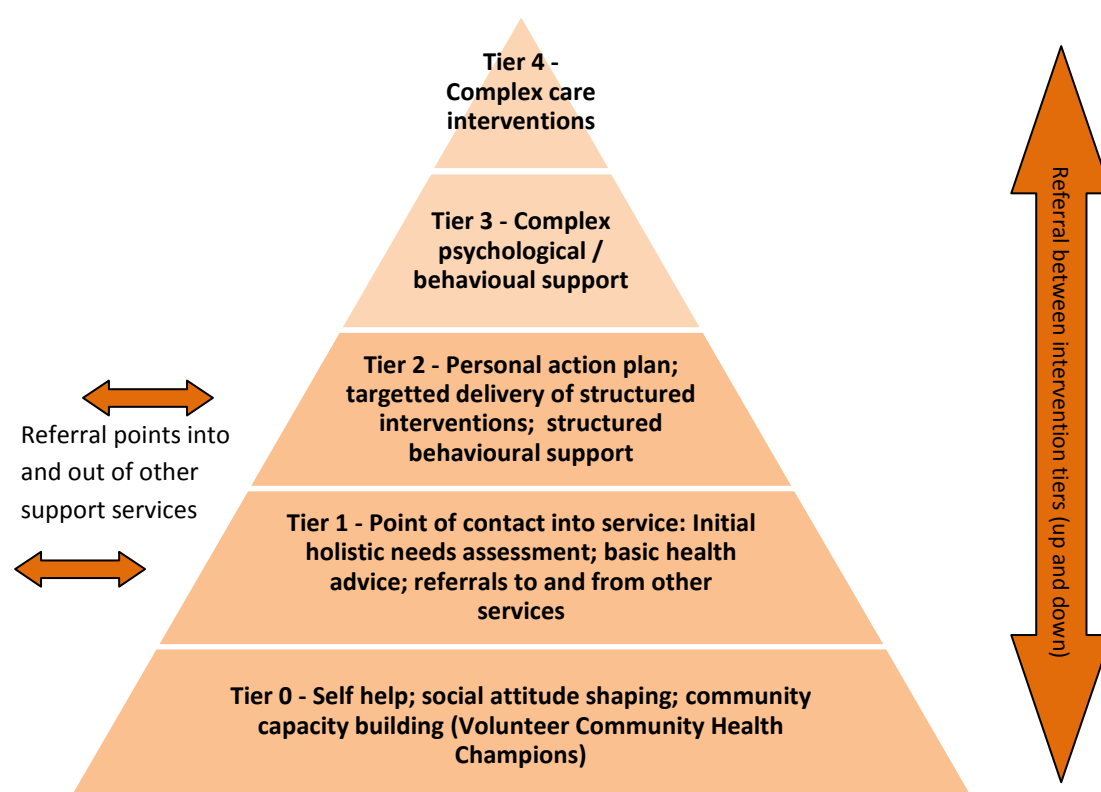 Tier 4 -
Complex care
interventions
Tier 3 - Complex
psychological /
behavioual support
Tier 2 - Personal action plan;
targetted delivery of structured
interventions;  structured
behavioural support
Referral points into
and out of other
support services
Tier 1 - Point of contact into service: Initial
holistic needs assessment; basic health
advice; referrals to and from other
services
Tier 0 - Self help; social attitude shaping; community
capacity building (Volunteer Community Health
Champions)
Referral between intervention tiers (up and down)